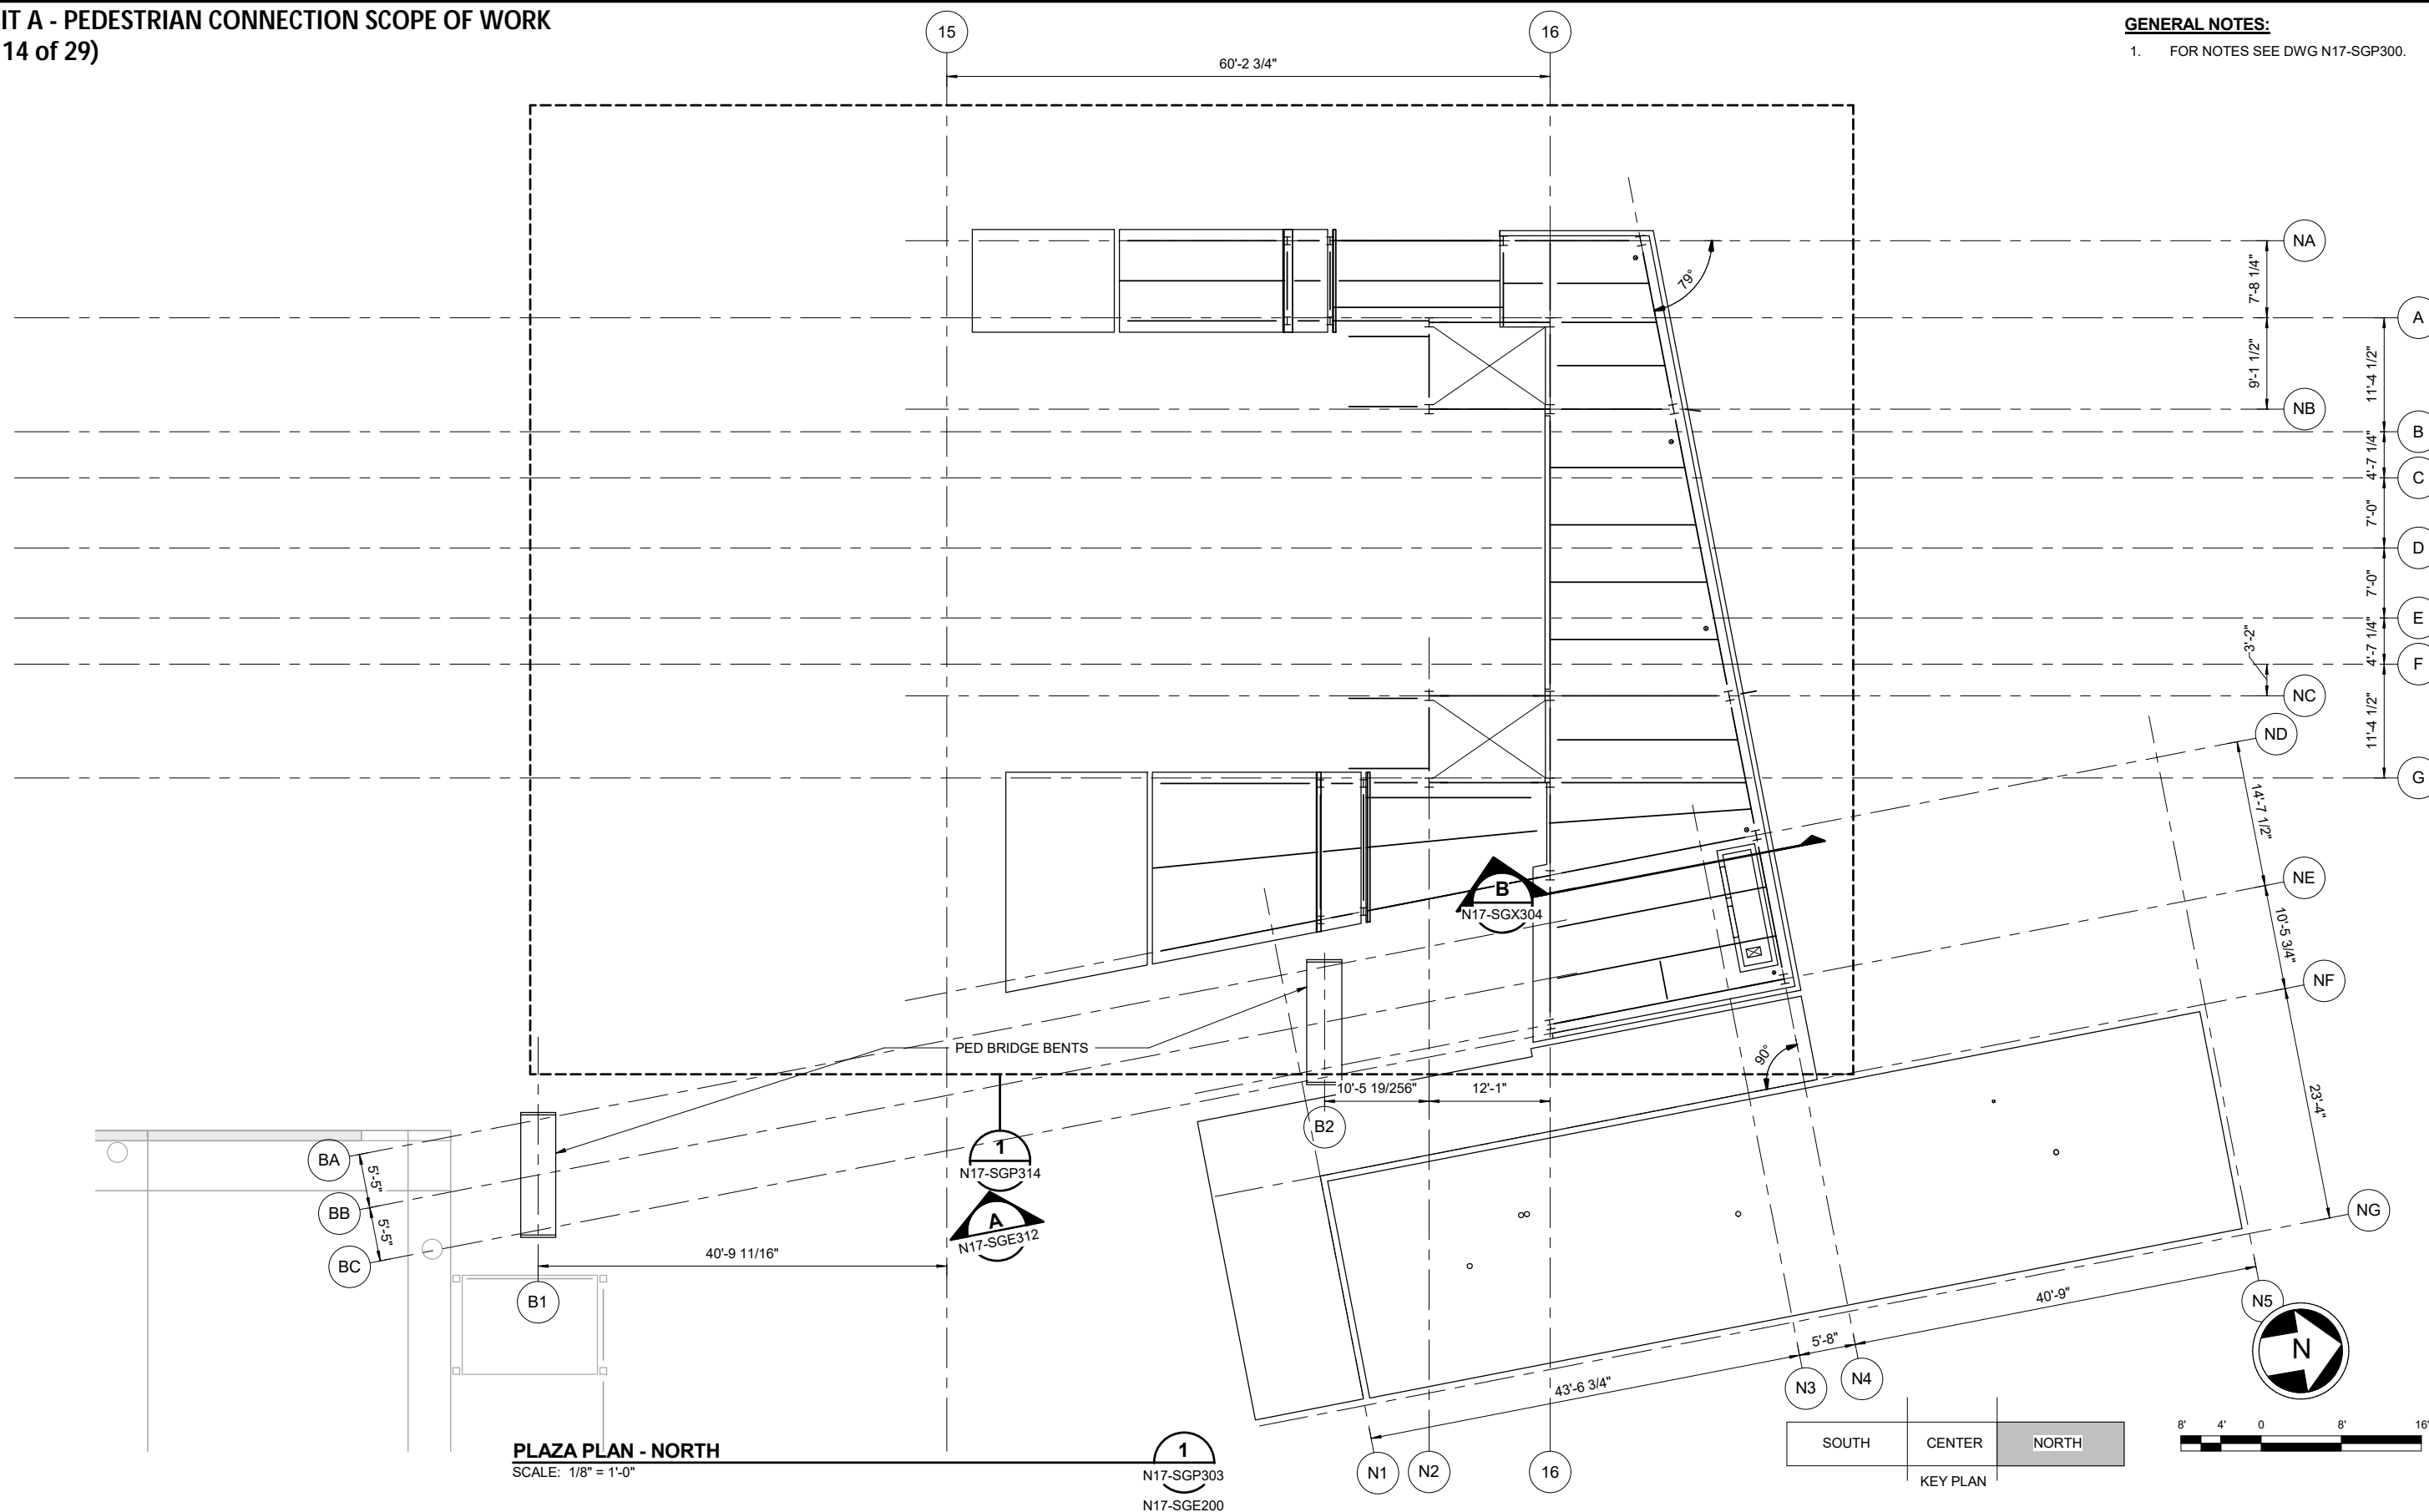 IT A - PEDESTRIAN CONNECTION SCOPE OF WORK
14 of 29)
GENERAL NOTES:
1. FOR NOTES SEE DWG N17-SGP300.
15
16
60'-2 3/4"
NA
7'-8 1/4"
79°
A
9'-1 1/2"
11'-4 1/2"
NB
B
4'-7 1/4"
C
7'-0"
D
7'-0"
E
4'-7 1/4"
3'-2"
F
NC
11'-4 1/2"
ND
G
14'-7 1/2"
NE
B
N17-SGX304
10'-5 3/4"
NF
PED BRIDGE BENTS
90°
10'-5 19/256"
12'-1"
23'-4"
B2
BA
5'-5"
BB
5'-5"
BC
1
N17-SGP314
A
N17-SGE312
NG
40'-9 11/16"
B1
40'-9"
N5
5'-8"
N
43'-6 3/4"
N3
N4
8' 4' 0 8' 16'
SOUTH CENTER NORTH
KEY PLAN
PLAZA PLAN - NORTH
SCALE: 1/8" = 1'-0"
1
N17-SGP303
N17-SGE200
N1
N2
16